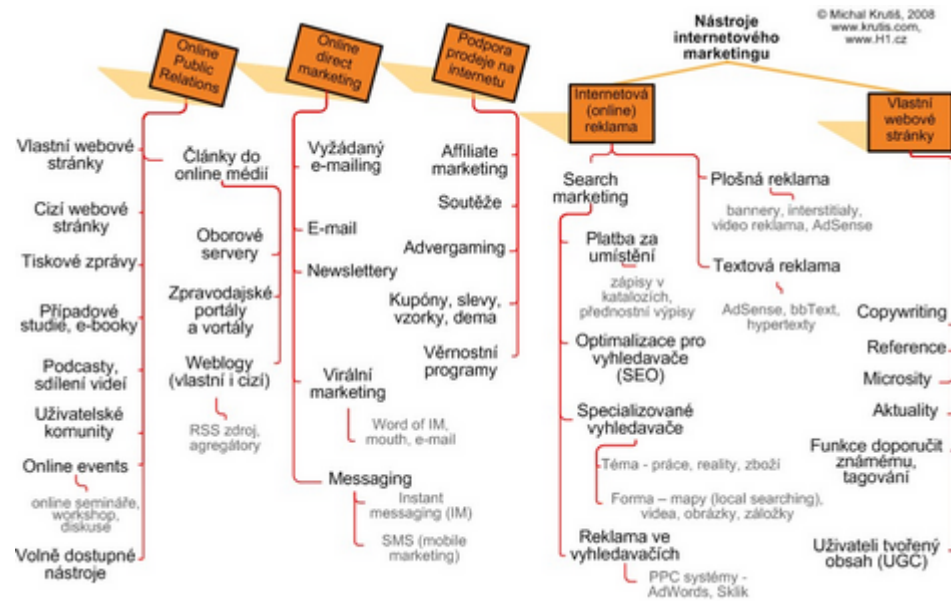 Nástroje
internetového
marketingu
© Michal Krutiš, 2008
www.krutis.com,
www.H1.cz
Online
Public
Relations
Vlastní webové
stránky
Cizí webové
stránky
Tiskové zprávy
Případové
studie, e-booky
Podcasty,
sdílení videí
Uživatelské
komunity
Online events
online semináře,
workshop,
diskuse
Volně dostupné
nástroje
Články do
online médií
Oborové
servery
Zpravodajské
portály
a vortály
Weblogy
(vlastní i cizí)
RSS zdroj,
agregátory
Online
direct
marketing
Vyžádaný
e-mailing
E-mail
Newslettery
Virální
marketing
Word of IM,
mouth, e-mail
Messaging
Instant
messaging (IM)
SMS (mobile
marketing)
Podpora
prodeje na
internetu
Affiliate
marketing
Soutěže
Advergaming
Kupóny, slevy,
vzorky, dema
Věrnostní
programy
Internetová
(online)
reklama
Search
marketing
Platba za
umístění
zápisy v
katalozích,
přednostní výpisy
Optimalizace pro
vyhledavače
(SEO)
Specializované
vyhledavače
Téma - práce, reality, zboží
Forma – mapy (local searching),
videa, obrázky, záložky
Reklama ve
vyhledavačích
PPC systémy -
AdWords, Sklik
Plošná reklama
bannery, interstitialy,
video reklama, AdSense
Textová reklama
AdSense, bbText,
hypertexty
Vlastní
webové
stránky
Copywriting
Reference
Microsity
Aktuality
Funkce doporučit
známému,
tagování
Uživateli tvořený
obsah (UGC)